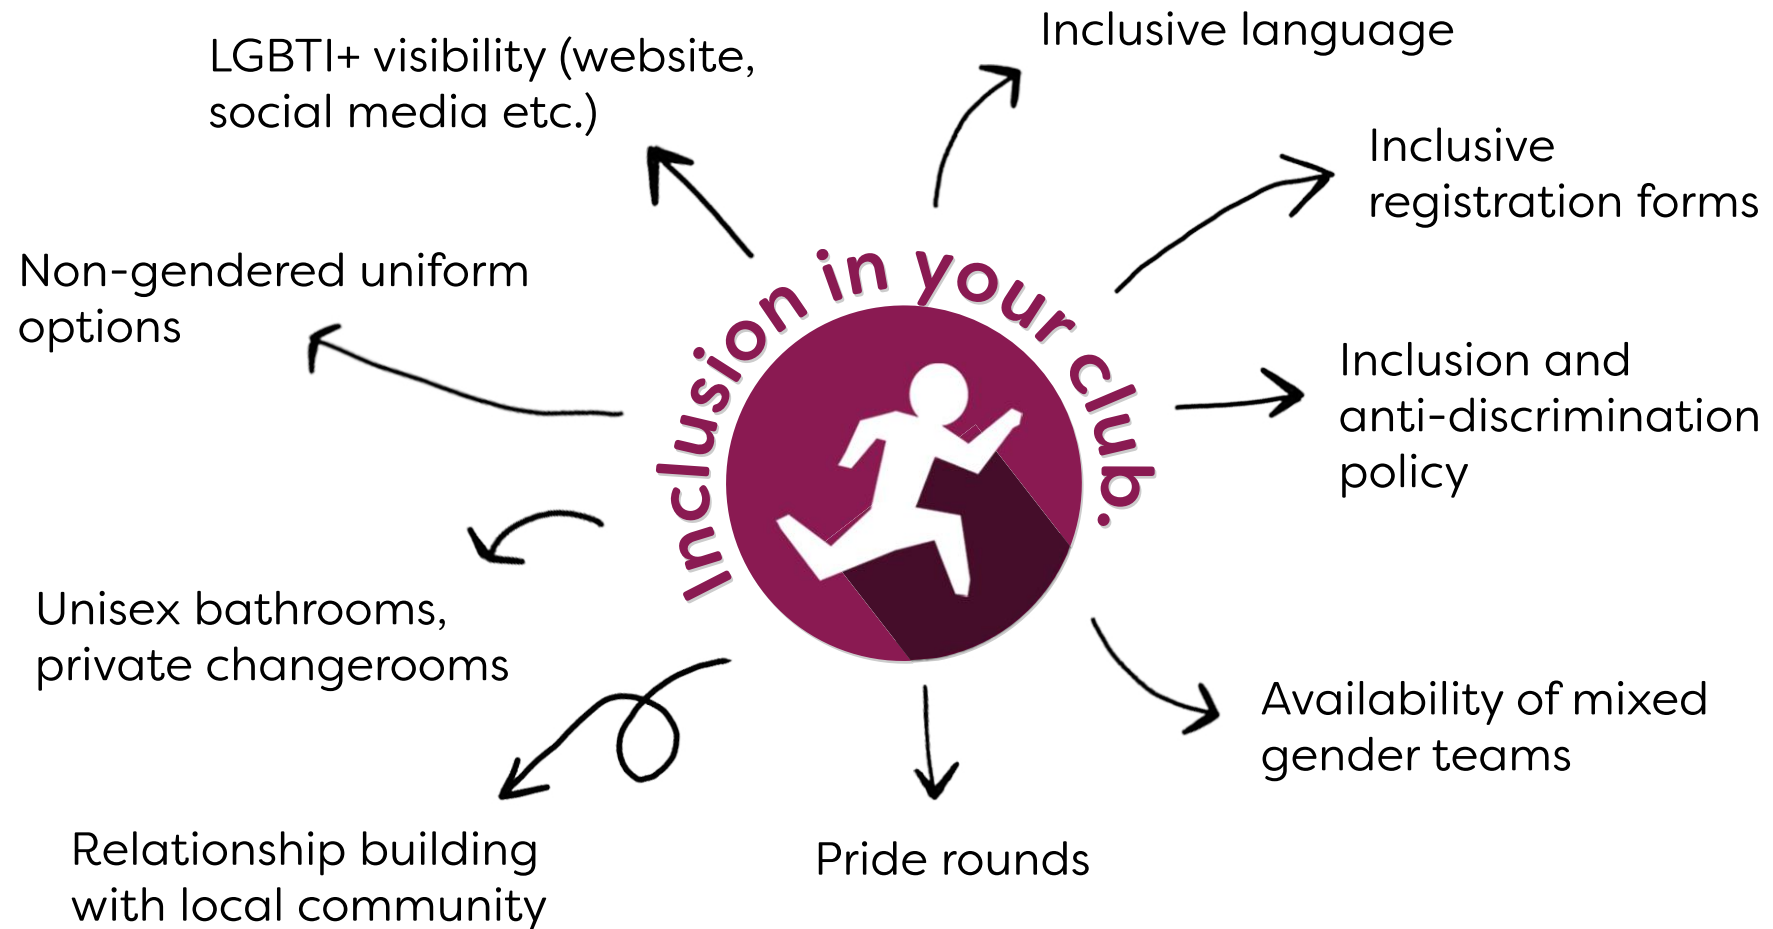 LGBTI+ visibility (website,
social media etc.)
Inclusive language
Inclusive
registration forms
Non-gendered uniform
options
Inclusion in your club.
Inclusion and
anti-discrimination
policy
Unisex bathrooms,
private changerooms
Availability of mixed
gender teams
Relationship building
with local community
Pride rounds